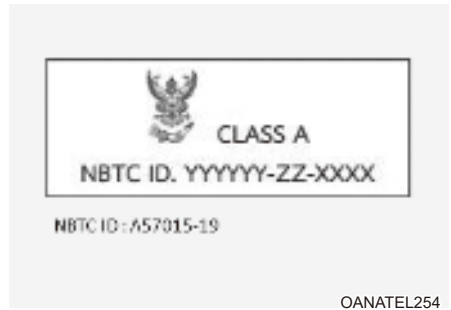 CLASS A
NBTC ID. YYYYYY-ZZ-XXXX
NBTC ID : A57015-19
OANATEL254